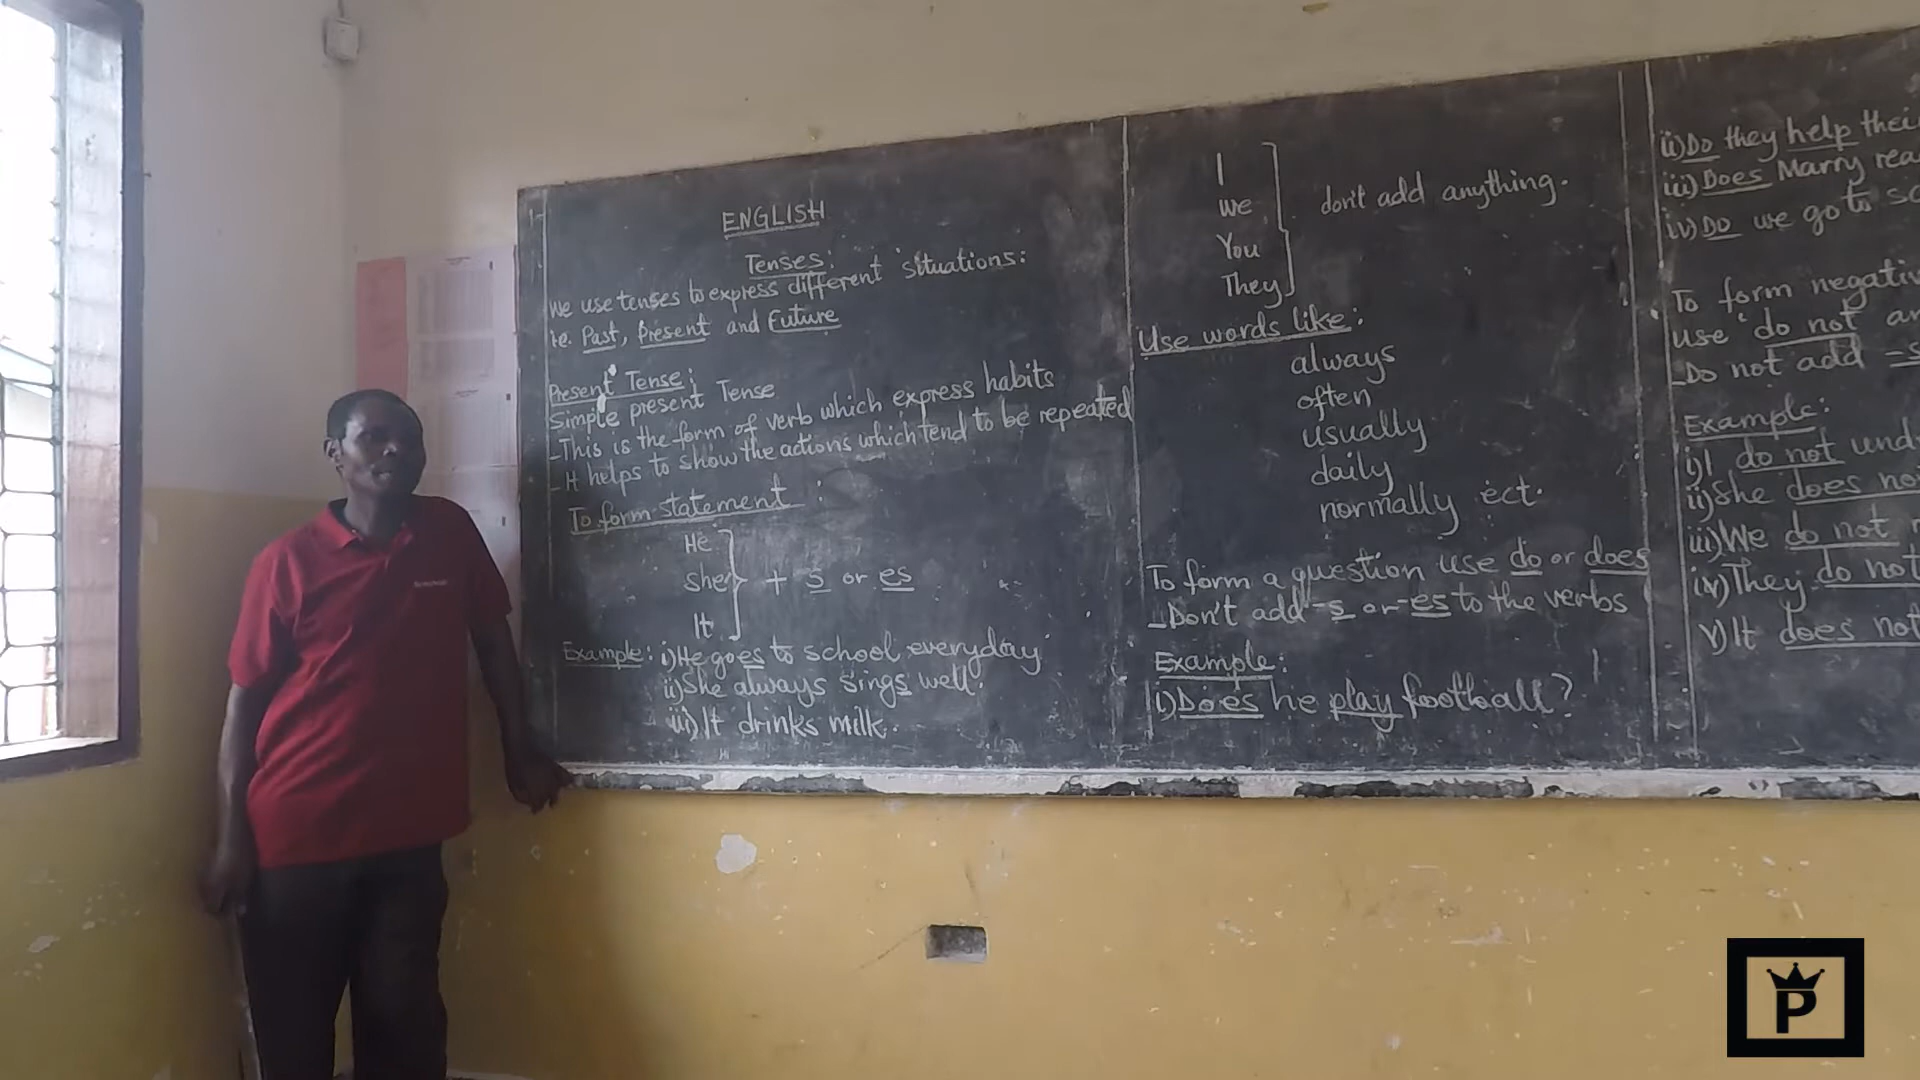 ENGLISH
Tenses:
We use tenses to express different situations:
ie. Past, Present and Future
Present Tense:
Simple present Tense
-This is the form of verb which express habits
-It helps to show the actions which tend to be repeated
To form statement:
He
She
It
+ s or es
Example: i)He goes to school everyday
ii)She always sings well.
iii)It drinks milk.
I
We
You
They
don't add anything.
Use words like:
always
often
usually
daily
normally ect.
To form a question use do or does
-Don't add -s or -es to the verbs
Example:
i)Does he play football?
ii)Do they help
iii)Does Marry
iv)Do we go to
To form
use do not
-Do not add -s
Example:
i)I do not
ii)She does
iii)We do not
iv)They do not
v)It does not
P